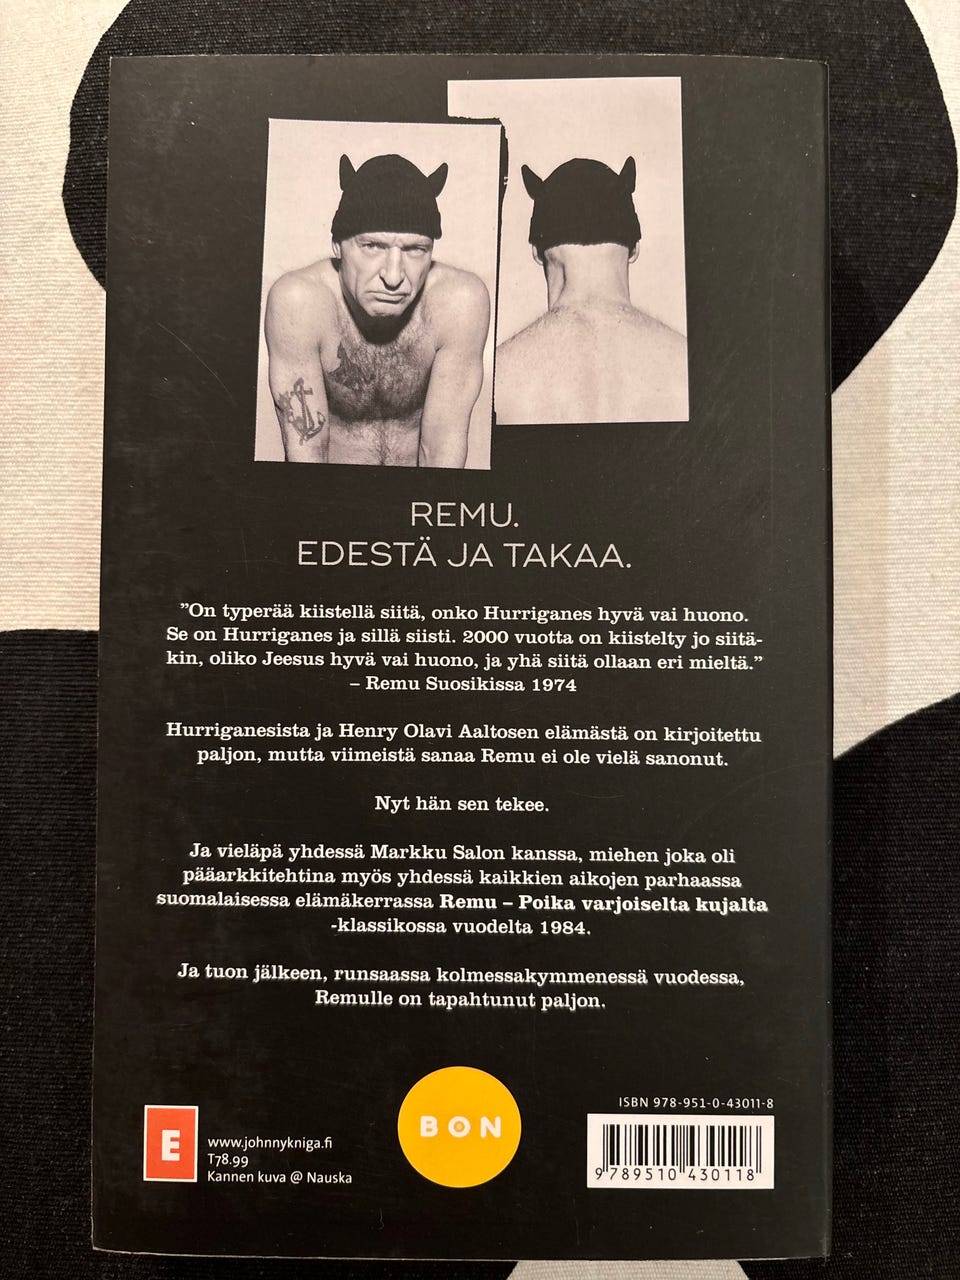 REMU.
EDESTÄ JA TAKAA.
”On typerää kiistellä siitä, onko Hurriganes hyvä vai huono.
Se on Hurriganes ja sillä siisti. 2000 vuotta on kiistelty jo siitä-
kin, oliko Jeesus hyvä vai huono, ja yhä siitä ollaan eri mieltä.”
– Remu Suosikissa 1974
Hurriganesista ja Henry Olavi Aaltosen elämästä on kirjoitettu
paljon, mutta viimeistä sanaa Remu ei ole vielä sanonut.
Nyt hän sen tekee.
Ja vieläpä yhdessä Markku Salon kanssa, miehen joka oli
pääarkkitehtina myös yhdessä kaikkien aikojen parhaassa
suomalaisessa elämäkerrassa Remu – Poika varjoiselta kujalta
-klassikossa vuodelta 1984.
Ja tuon jälkeen, runsaassa kolmessakymmenessä vuodessa,
Remulle on tapahtunut paljon.
E
www.johnnykniga.fi
T78.99
Kannen kuva @ Nauska
BON
ISBN 978-951-0-43011-8
9 789510 430118